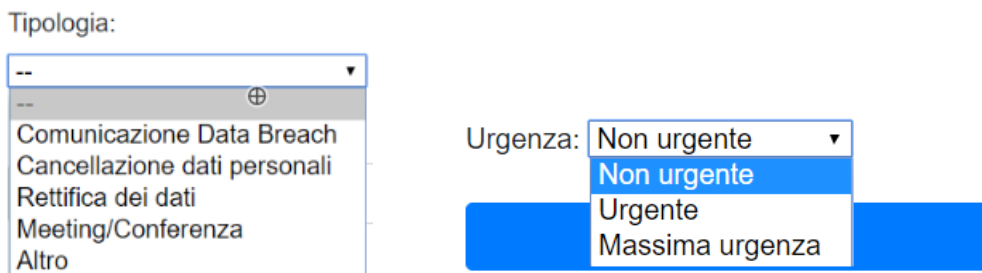 Tipologia:
--
--
Comunicazione Data Breach
Cancellazione dati personali
Rettifica dei dati
Meeting/Conferenza
Altro
Urgenza: Non urgente
Non urgente
Urgente
Massima urgenza